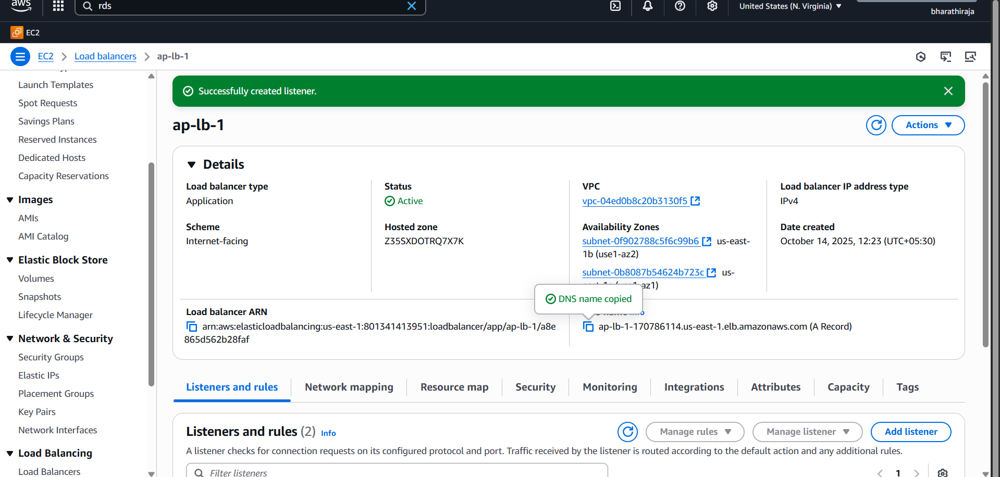 aws
rds
United States (N. Virginia)
bharathiraja
EC2
EC2
Load balancers
ap-lb-1
Launch Templates
Spot Requests
Savings Plans
Reserved Instances
Dedicated Hosts
Capacity Reservations
Images
AMIs
AMI Catalog
Elastic Block Store
Volumes
Snapshots
Lifecycle Manager
Network & Security
Security Groups
Elastic IPs
Placement Groups
Key Pairs
Network Interfaces
Load Balancing
Load Balancers
Successfully created listener.
ap-lb-1
Actions
Details
Load balancer type
Application
Status
Active
VPC
vpc-04ed0b8c20b3130f5
Load balancer IP address type
IPv4
Scheme
Internet-facing
Hosted zone
Z35SXDOTRQ7X7K
Availability Zones
subnet-0f902788c5f6c99b6 us-east-
1b (use1-az2)
subnet-0b8087b54624b723c us-
az1)
Date created
October 14, 2025, 12:23 (UTC+05:30)
DNS name copied
Load balancer ARN
arn:aws:elasticloadbalancing:us-east-1:801341413951:loadbalancer/app/ap-lb-1/a8e
865d562b28faf
ap-lb-1-170786114.us-east-1.elb.amazonaws.com (A Record)
Listeners and rules
Network mapping
Resource map
Security
Monitoring
Integrations
Attributes
Capacity
Tags
Listeners and rules (2) Info
Manage rules
Manage listener
Add listener
A listener checks for connection requests on its configured protocol and port. Traffic received by the listener is routed according to the default action and any additional rules.
Filter listeners
1